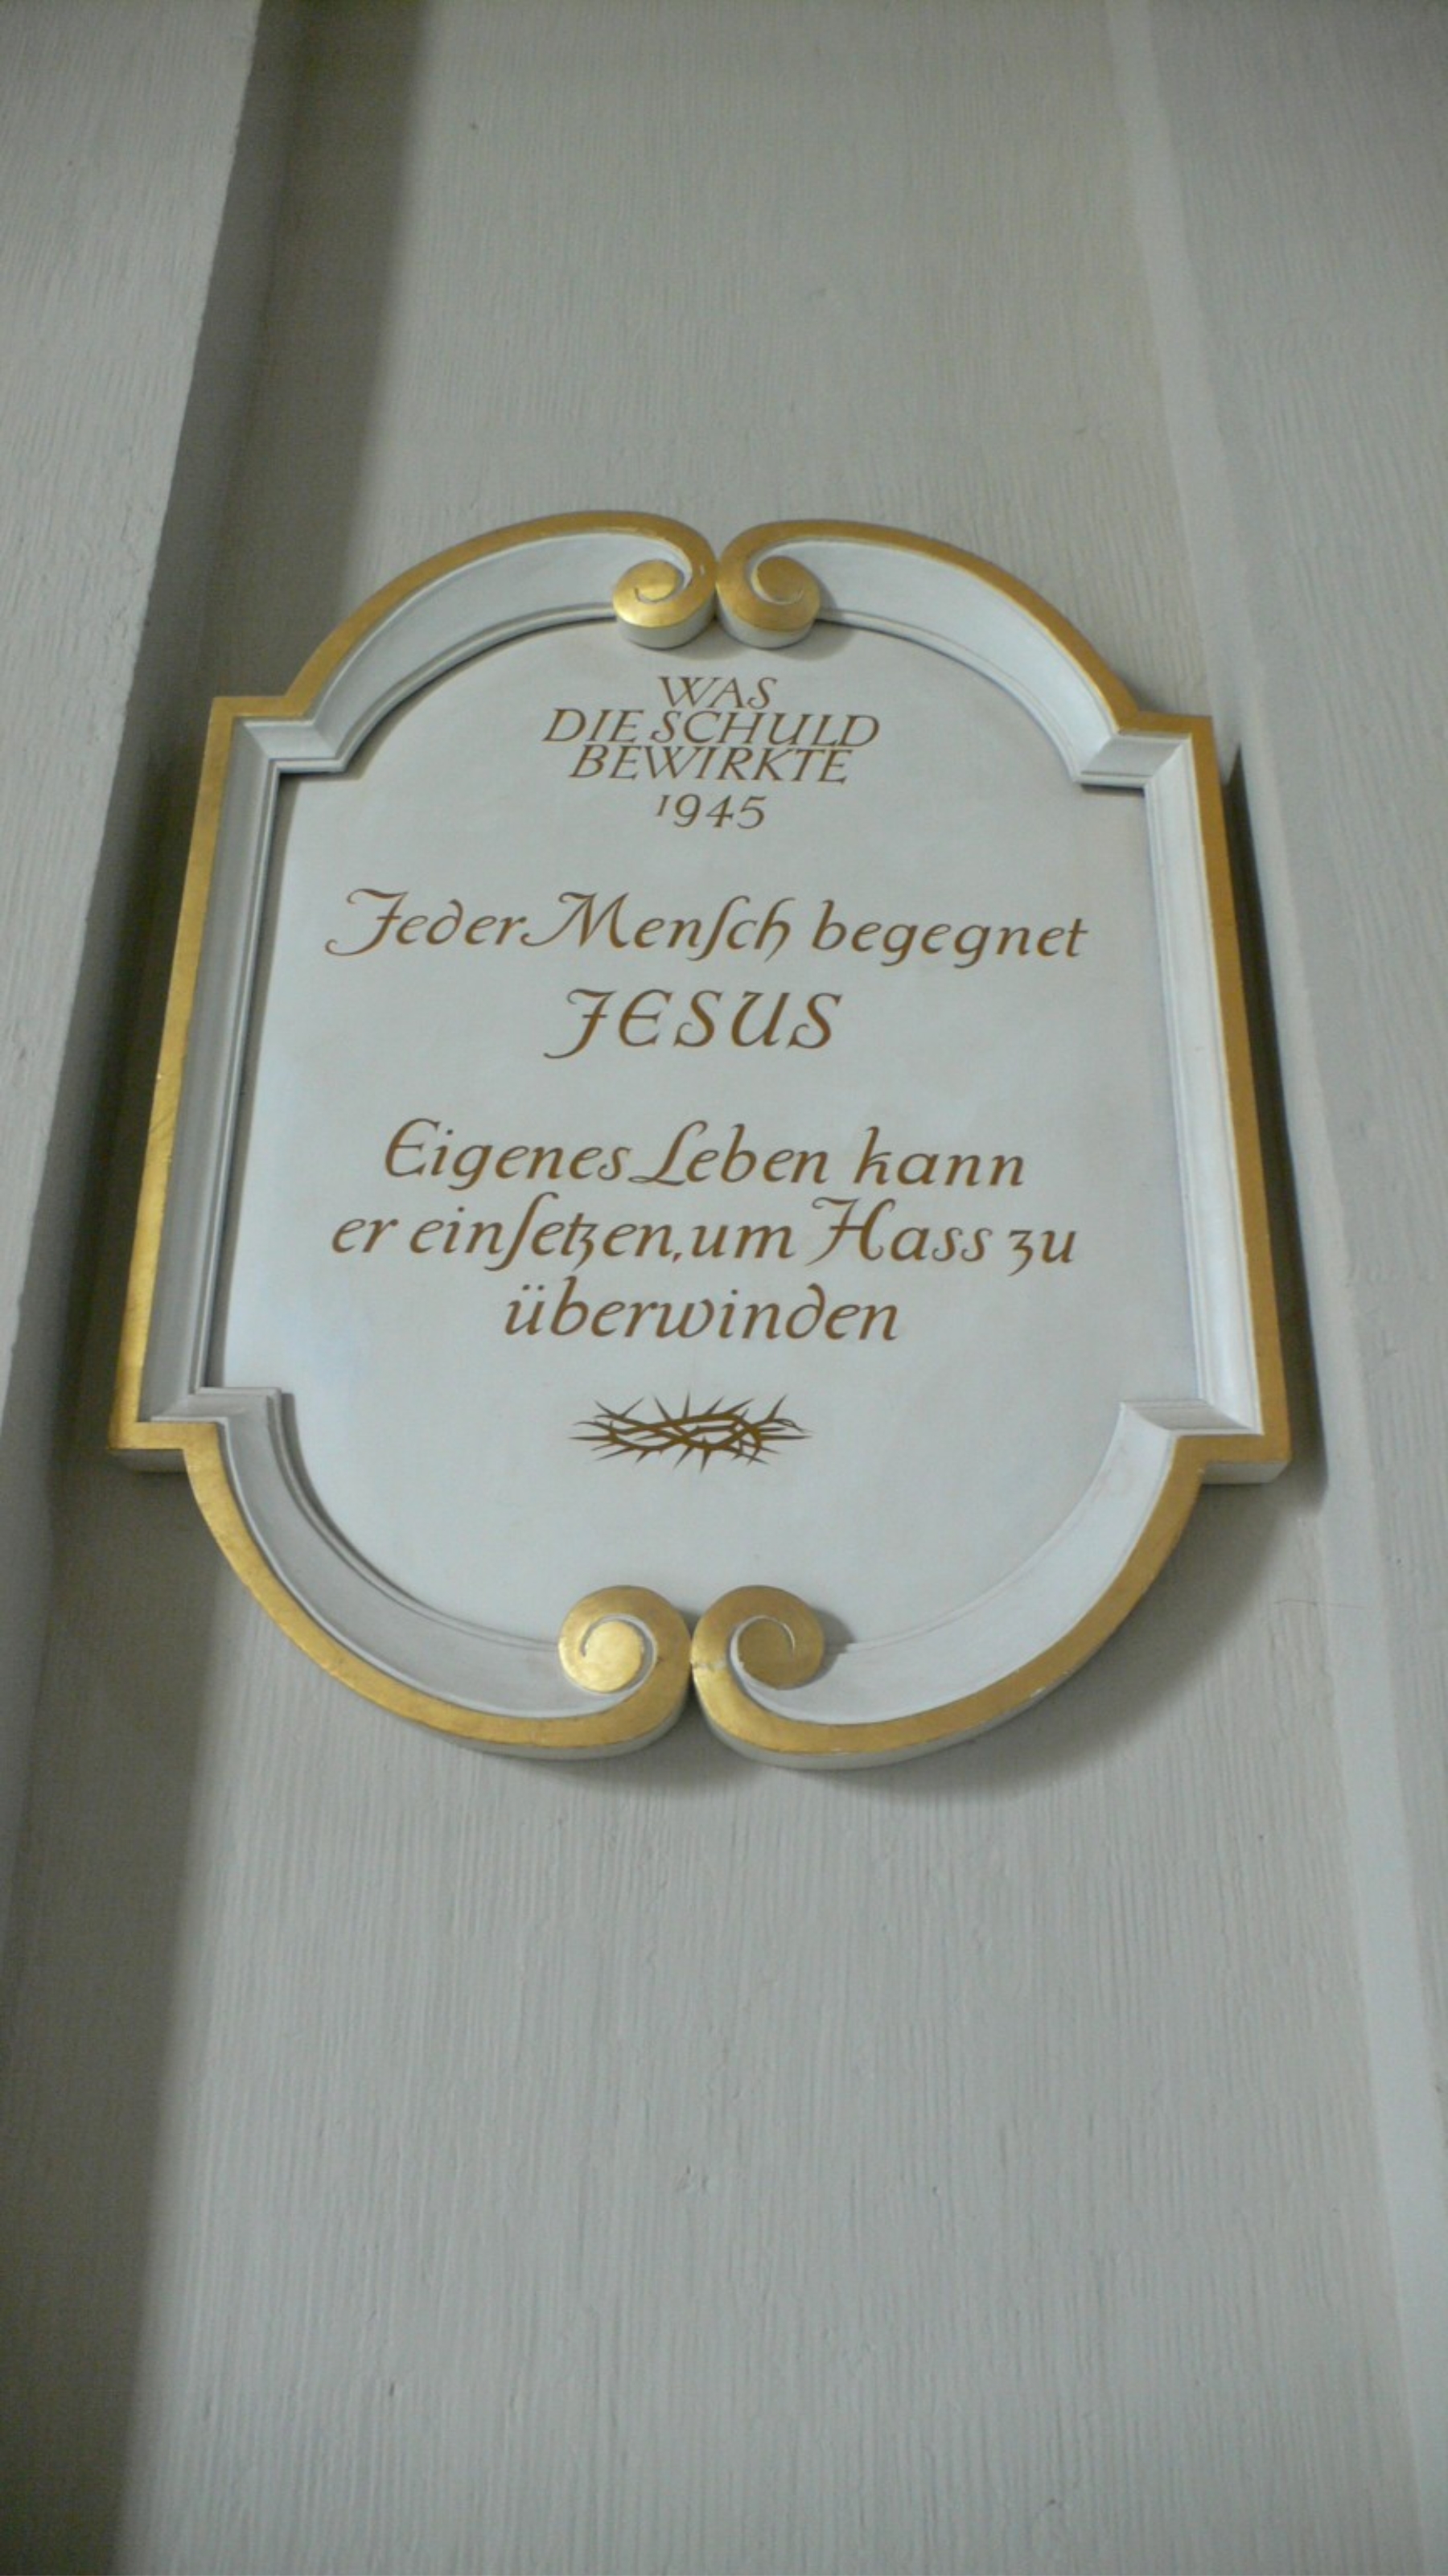 WAS
DIE SCHULD
BEWIRKTE
1945
Jeder Menſch begegnet
JESUS
Eigenes Leben kann
er einſetzen, um Hass zu
überwinden